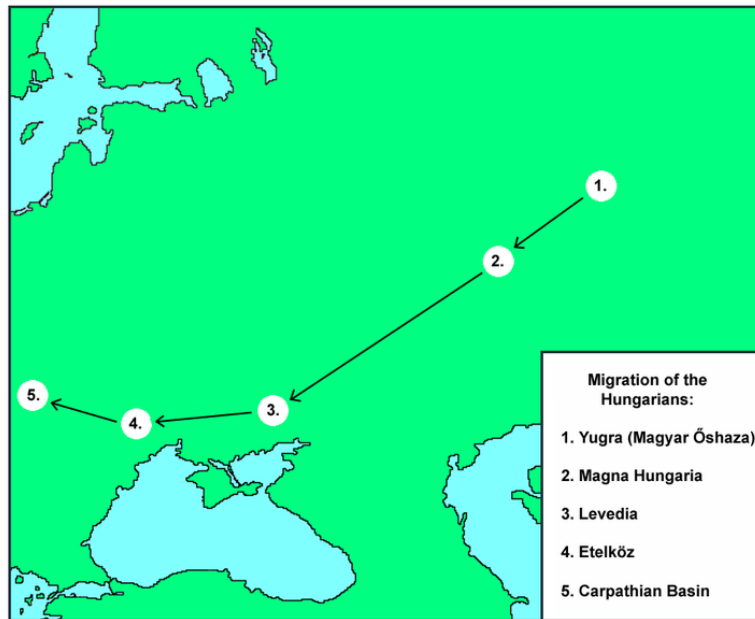 1.
2.
3.
4.
5.
Migration of the
Hungarians:
1. Yugra (Magyar Őshaza)
2. Magna Hungaria
3. Levedia
4. Etelköz
5. Carpathian Basin